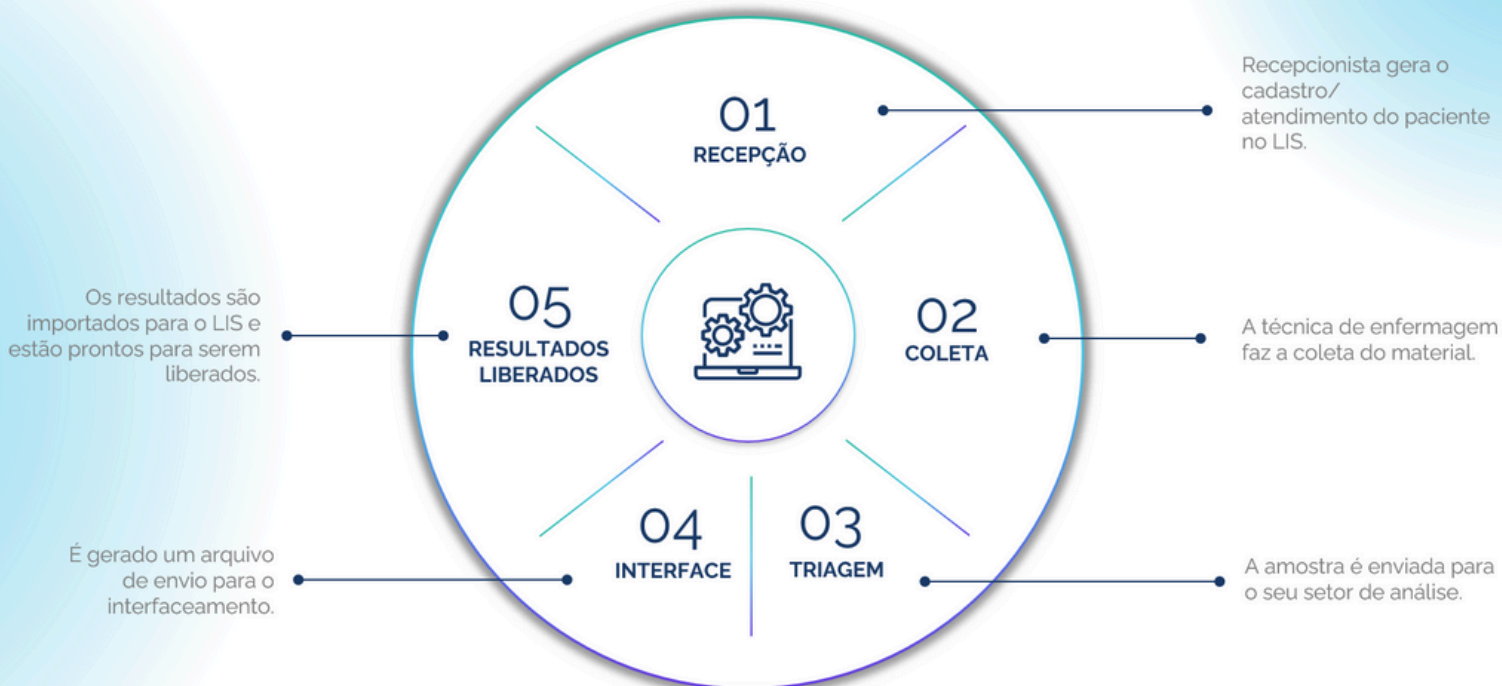 01
RECEPÇÃO
Recepcionista gera o
cadastro/
atendimento do paciente
no LIS.
02
COLETA
A técnica de enfermagem
faz a coleta do material.
03
TRIAGEM
A amostra é enviada para
o seu setor de análise.
04
INTERFACE
É gerado um arquivo
de envio para o
interfaceamento.
05
RESULTADOS
LIBERADOS
Os resultados são
importados para o LIS e
estão prontos para serem
liberados.